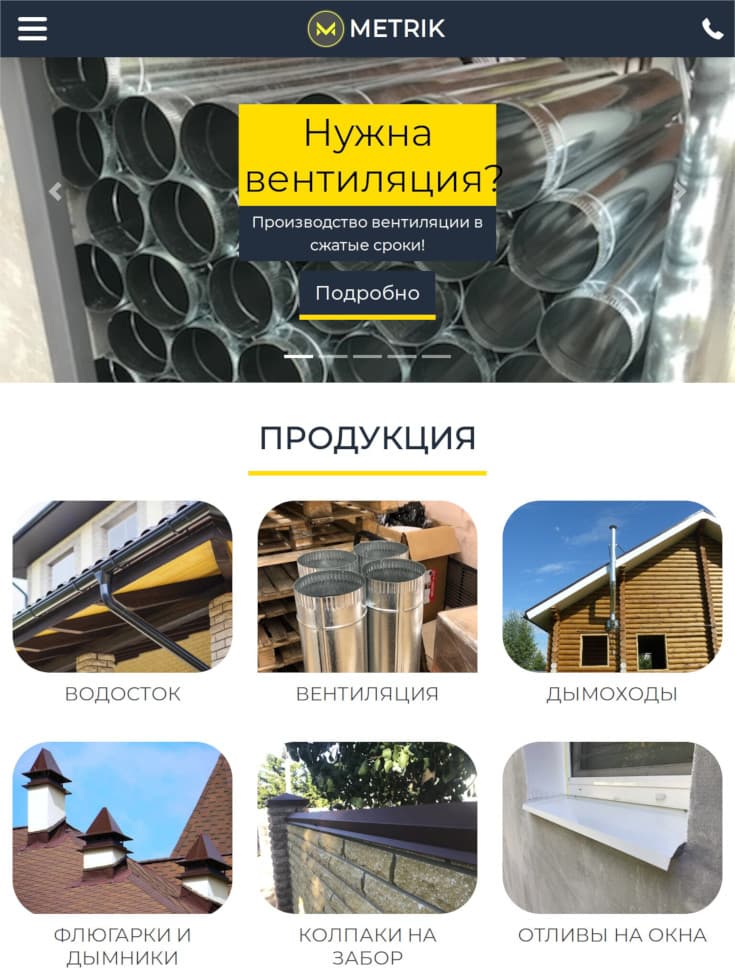 METRIK
Нужна
вентиляция?
Производство вентиляции в
сжатые сроки!
Подробно
ПРОДУКЦИЯ
ВОДОСТОК
ВЕНТИЛЯЦИЯ
ДЫМОХОДЫ
ФЛЮГАРКИ И
ДЫМНИКИ
КОЛПАКИ НА
ЗАБОР
ОТЛИВЫ НА ОКНА